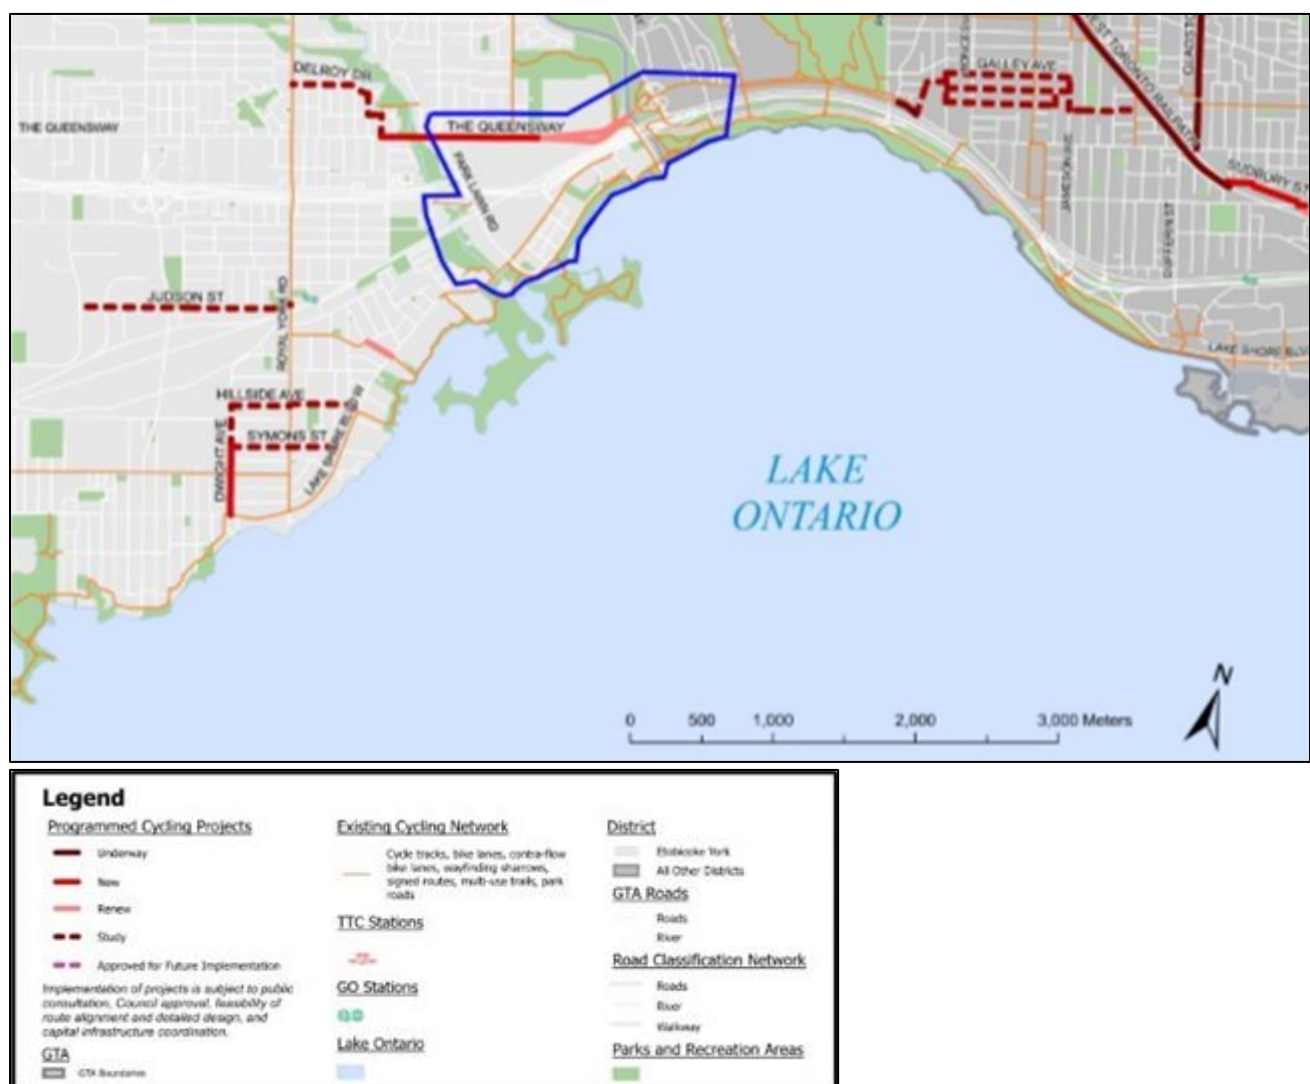 DELROY DR
THE QUEENSWAY
THE QUEENSWAY
PARK LAWN RD
JUDSON ST
ROYAL YORK RD
HILLSIDE AVE
SYMONS ST
DWIGHT AVE
LAKE SHORE BLVD W
GALLEY AVE
EST TORONTO RAILPATH
SUDBURY ST
JAMESON AVE
DUFFERIN ST
LAKE SHORE BLV
LAKE
ONTARIO
N
0 500 1,000 2,000 3,000 Meters
Legend
Programmed Cycling Projects
Underway
New
Renew
Study
Approved for Future Implementation
Implementation of projects is subject to public
consultation, Council approval, feasibility of
route alignment and detailed design, and
capital infrastructure coordination.
GTA
GTA Boundaries
Existing Cycling Network
Cycle tracks, bike lanes, contra-flow
bike lanes, wayfinding sharrows,
signed routes, multi-use trails, park
roads
TTC Stations
GO Stations
GO
Lake Ontario
District
Etobicoke York
All Other Districts
GTA Roads
Roads
River
Road Classification Network
Roads
River
Walkway
Parks and Recreation Areas